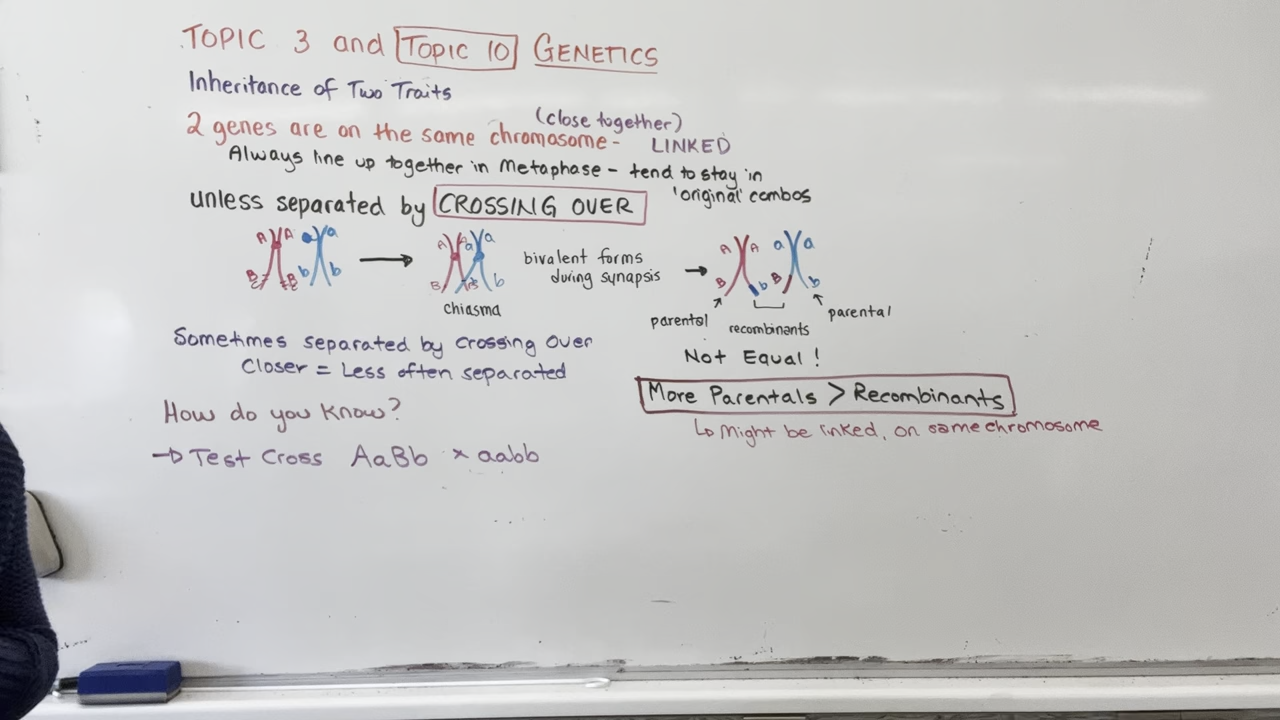 TOPIC 3 and TOPIC 10 GENETICS
Inheritance of Two Traits
(close together)
2 genes are on the same chromosome - LINKED
Always line up together in Metaphase - tend to stay in
'original' combos
unless separated by CROSSING OVER
A A a
B B b b
A A a a
B B b
chiasma
bivalent forms
during synapsis
A A a a
B b B b
parental
recombinants
parental
Not Equal!
More Parentals > Recombinants
Might be linked, on same chromosome
Sometimes separated by crossing over
Closer = Less often separated
How do you know?
Test Cross AaBb x aabb